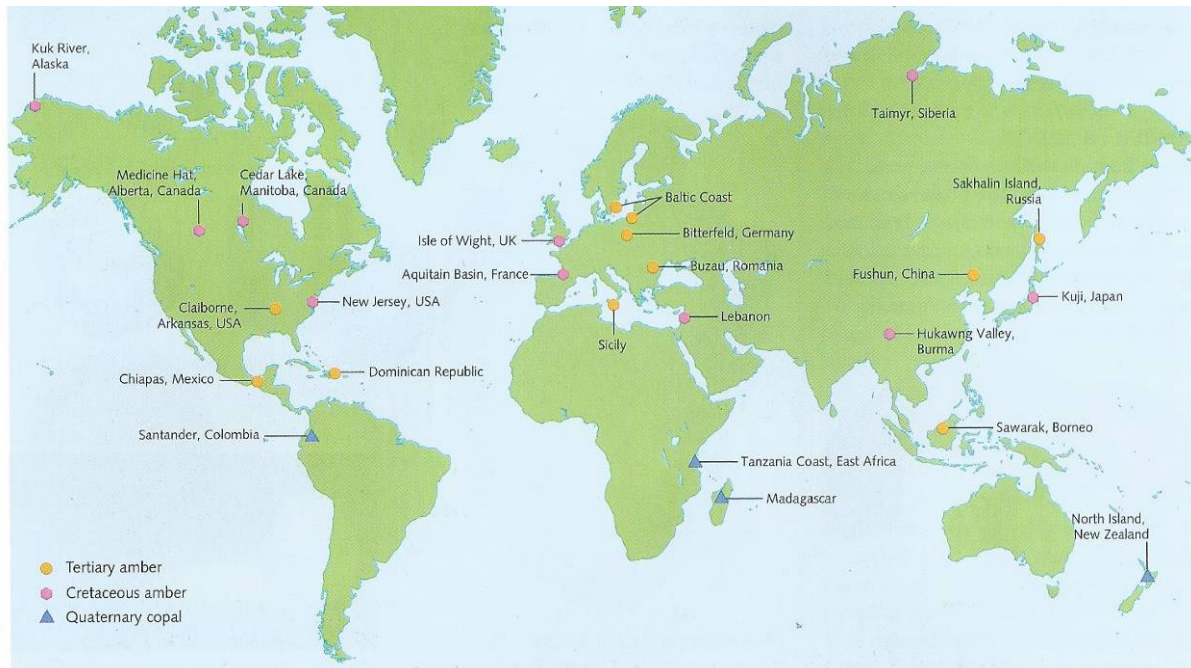 Kuk River,
Alaska
Taimyr, Siberia
Medicine Hat,
Alberta, Canada
Cedar Lake,
Manitoba, Canada
Baltic Coast
Sakhalin Island,
Russia
Isle of Wight, UK
Bitterfeld, Germany
Aquitain Basin, France
Buzau, Romania
Fushun, China
Claiborne,
Arkansas, USA
New Jersey, USA
Lebanon
Kuji, Japan
Sicily
Hukawng Valley,
Burma
Chiapas, Mexico
Dominican Republic
Santander, Colombia
Sawarak, Borneo
Tanzania Coast, East Africa
Madagascar
North Island,
New Zealand
Tertiary amber
Cretaceous amber
Quaternary copal